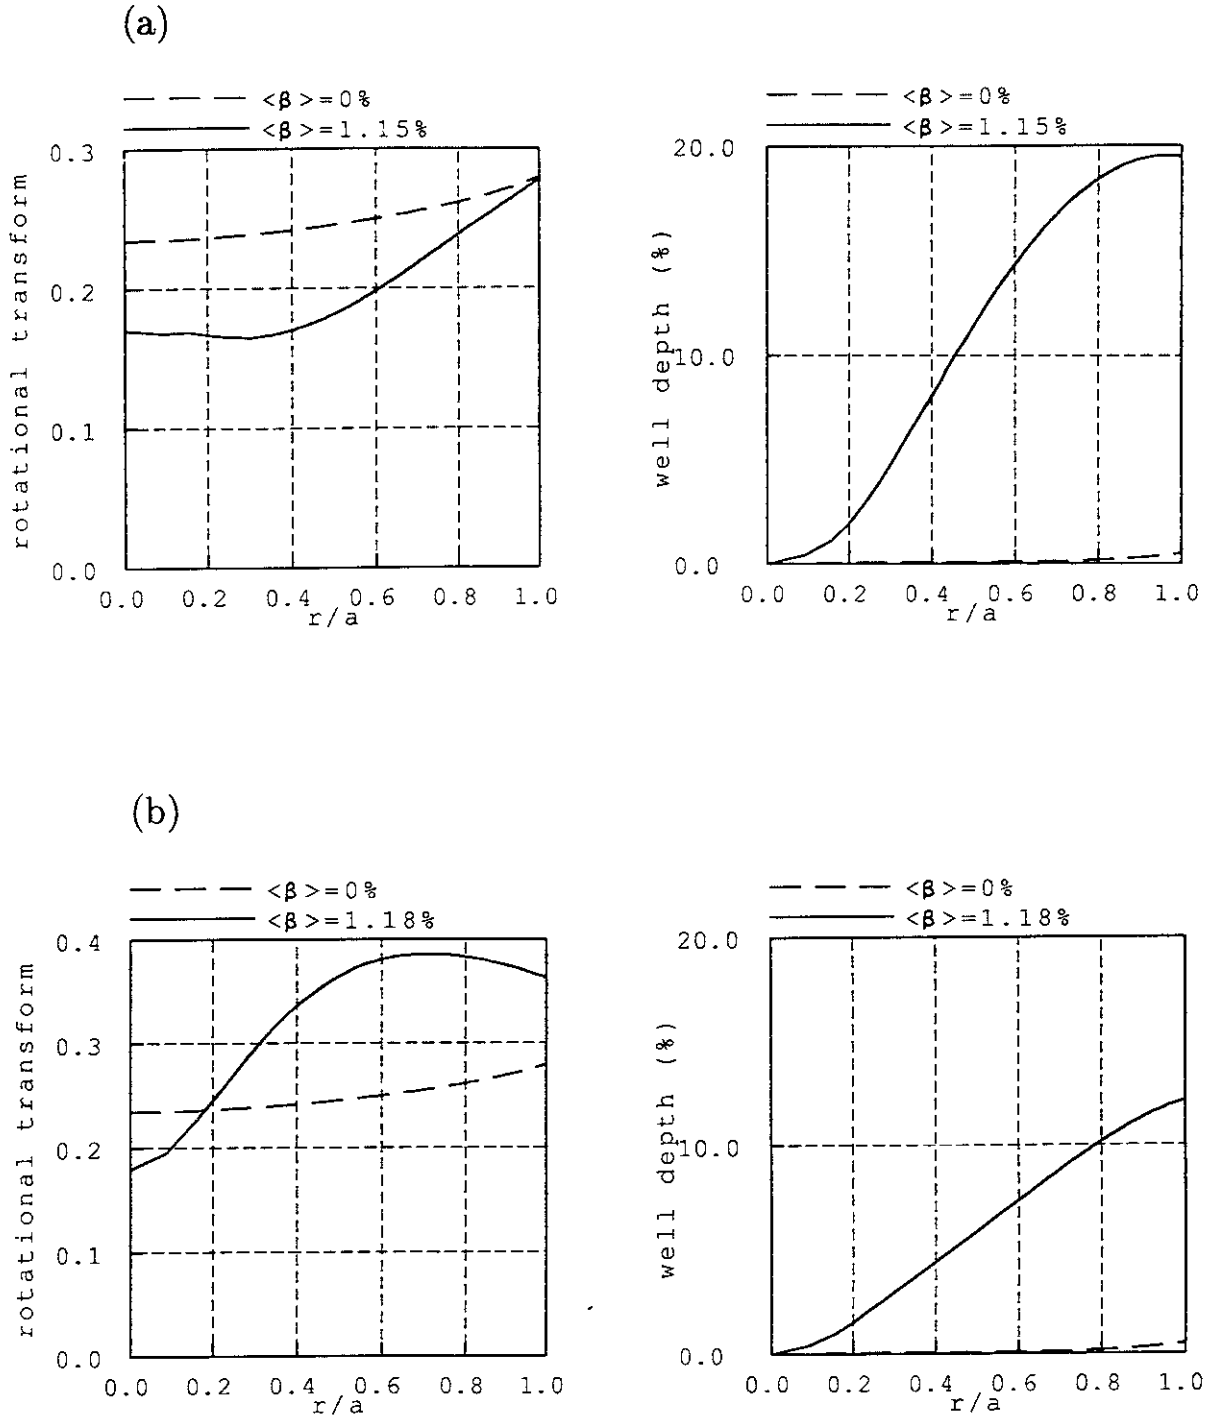 (a)
<β>=0%
<β>=1.15%
rotational transform
0.3
0.2
0.1
0.0
0.0 0.2 0.4 0.6 0.8 1.0
r/a
<β>=0%
<β>=1.15%
well depth (%)
20.0
10.0
0.0
0.0 0.2 0.4 0.6 0.8 1.0
r/a
(b)
<β>=0%
<β>=1.18%
rotational transform
0.4
0.3
0.2
0.1
0.0
0.0 0.2 0.4 0.6 0.8 1.0
r/a
<β>=0%
<β>=1.18%
well depth (%)
20.0
10.0
0.0
0.0 0.2 0.4 0.6 0.8 1.0
r/a